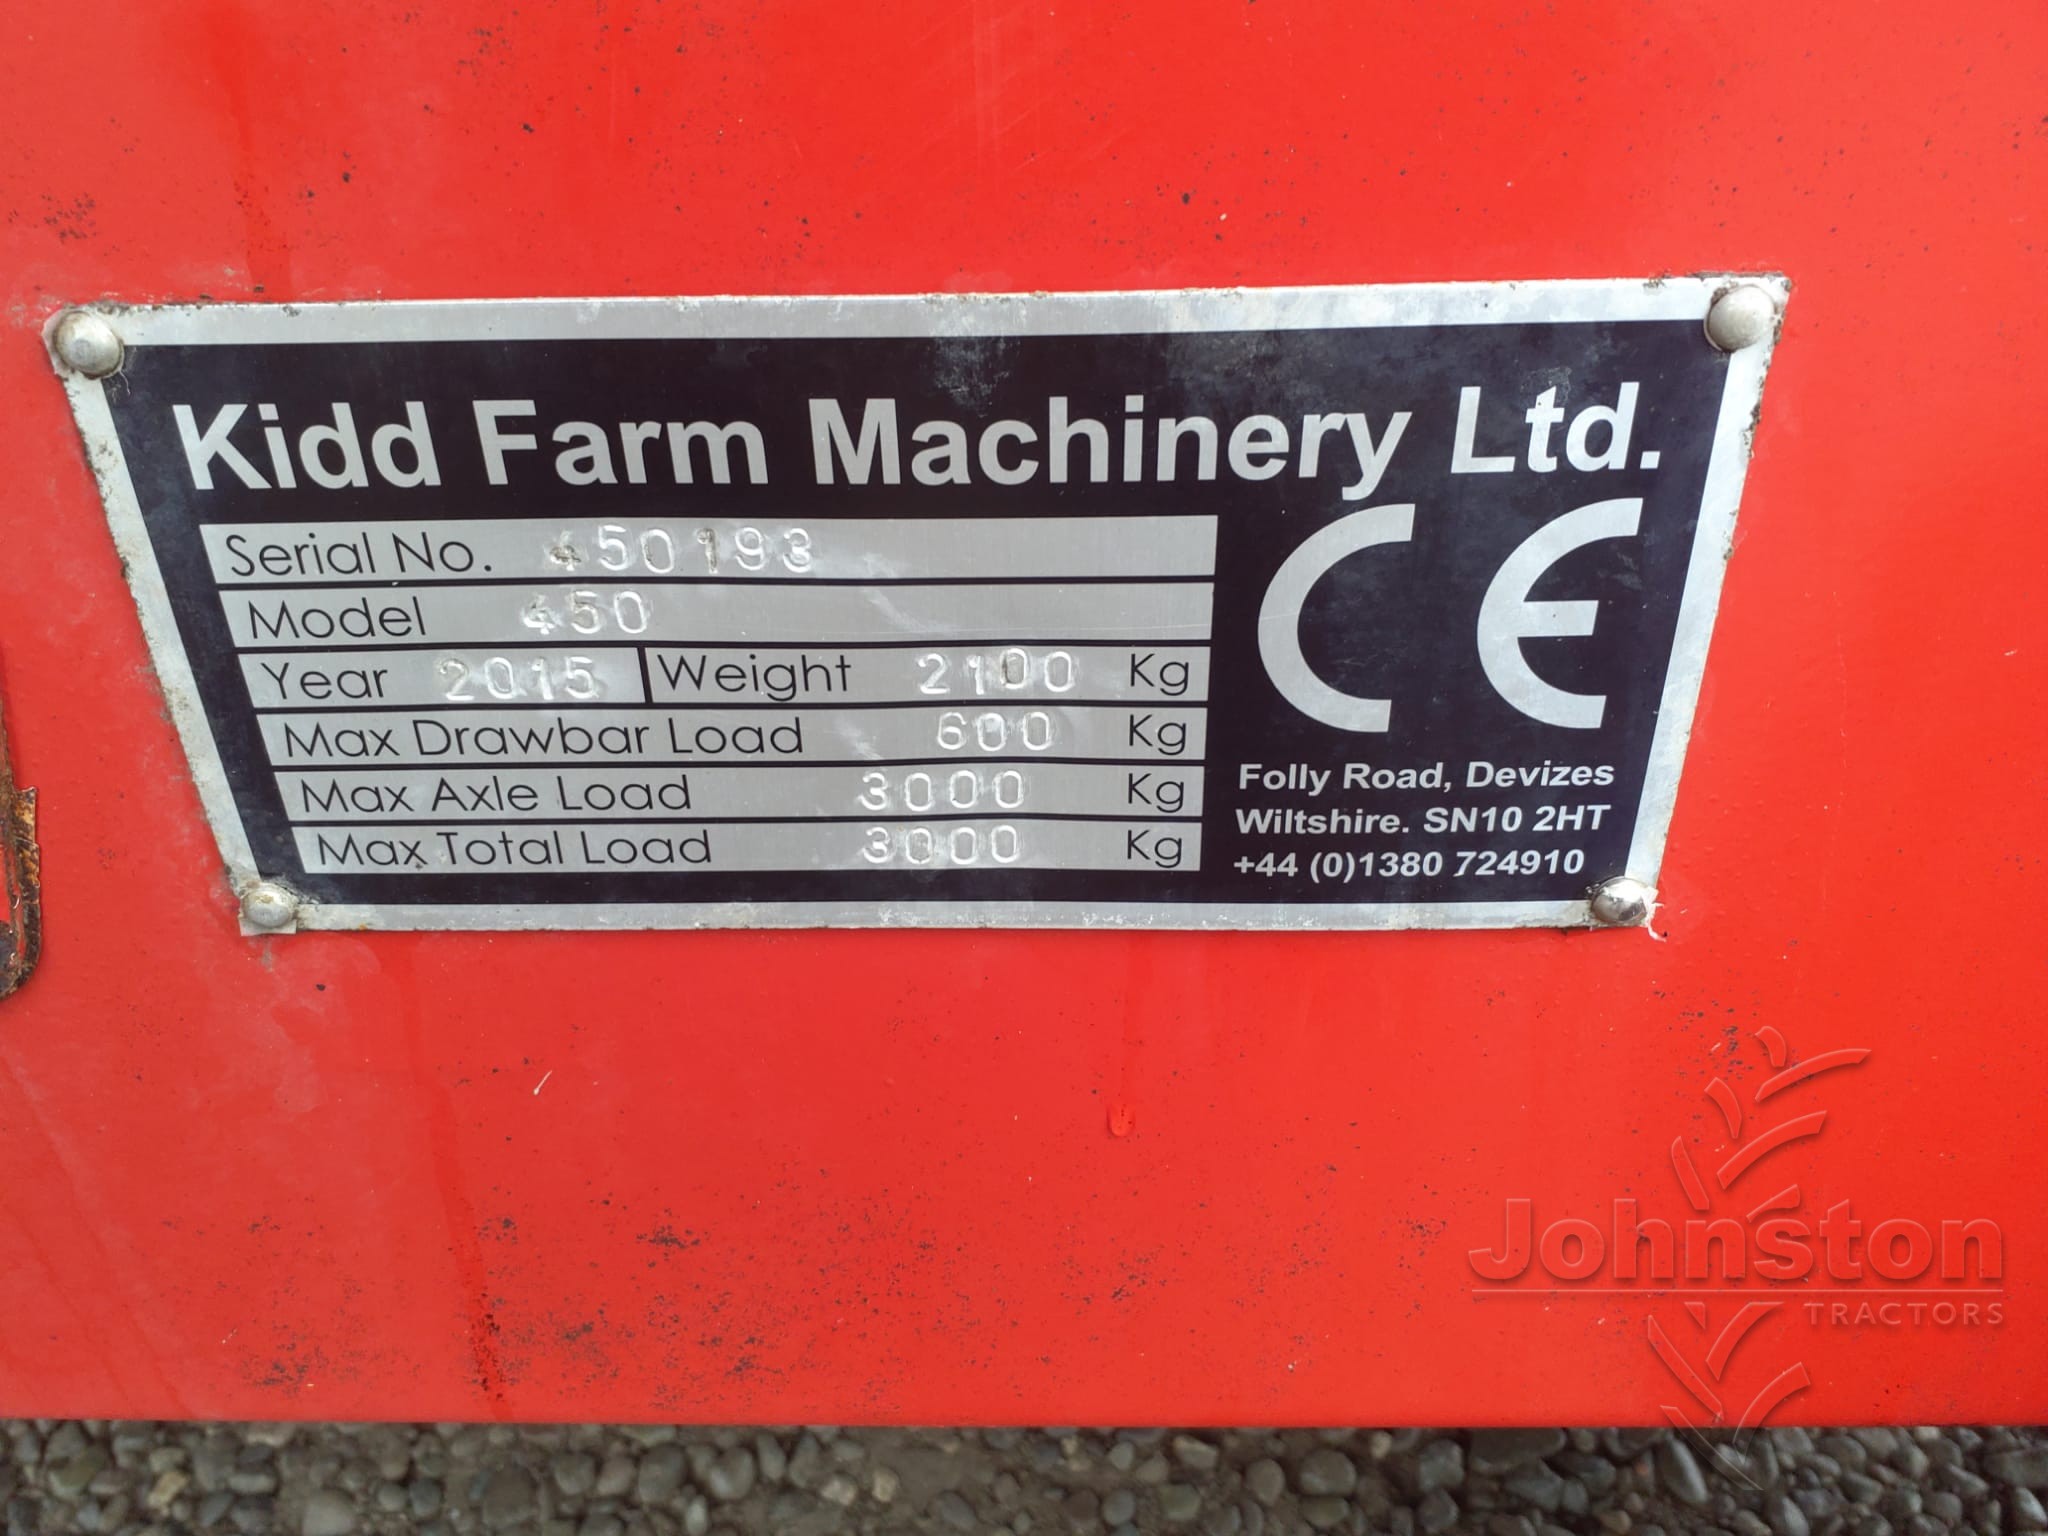 Kidd Farm Machinery Ltd.
Serial No. 450193
Model 450
Year 2015 Weight 2100 Kg
Max Drawbar Load 600 Kg
Max Axle Load 3000 Kg
Max Total Load 3000 Kg
CE
Folly Road, Devizes
Wiltshire. SN10 2HT
+44 (0)1380 724910
Johnston
TRACTORS